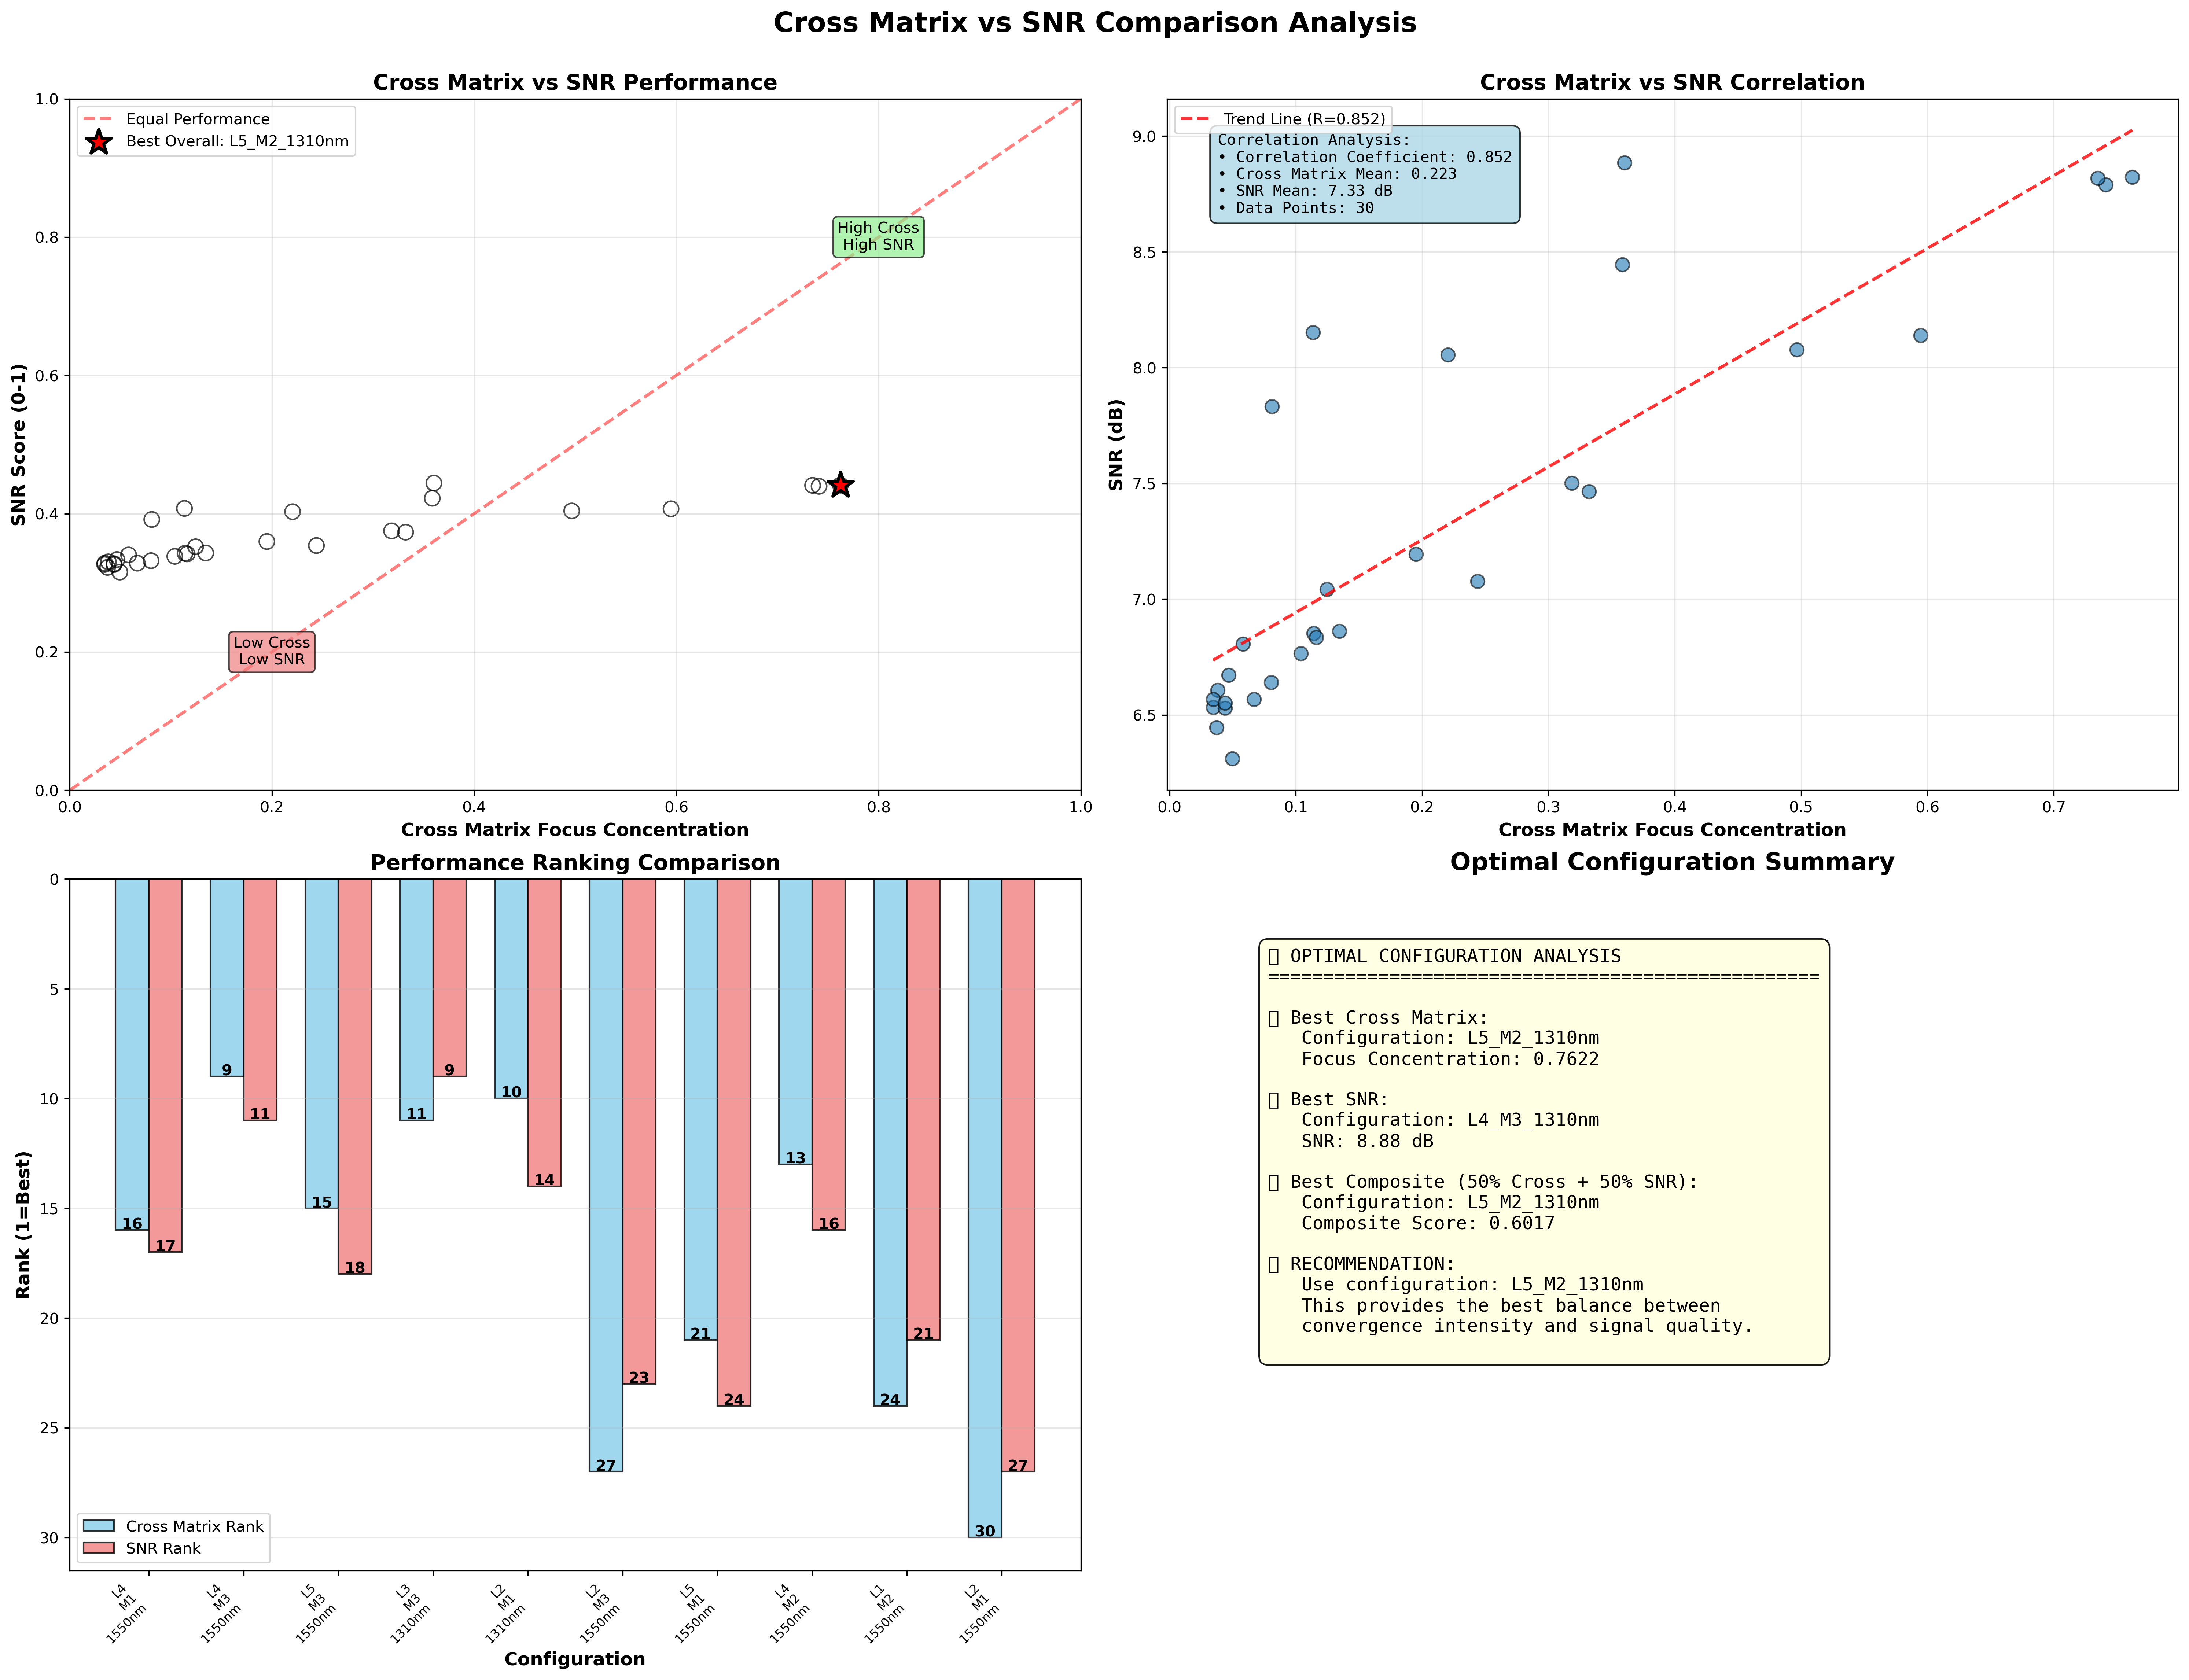 Cross Matrix vs SNR Comparison Analysis
Cross Matrix vs SNR Performance
Equal Performance
Best Overall: L5_M2_1310nm
High Cross
High SNR
Low Cross
Low SNR
SNR Score (0-1)
1.0
0.8
0.6
0.4
0.2
0.0
0.0 0.2 0.4 0.6 0.8 1.0
Cross Matrix Focus Concentration
Cross Matrix vs SNR Correlation
Trend Line (R=0.852)
Correlation Analysis:
• Correlation Coefficient: 0.852
• Cross Matrix Mean: 0.223
• SNR Mean: 7.33 dB
• Data Points: 30
SNR (dB)
9.0
8.5
8.0
7.5
7.0
6.5
0.0 0.1 0.2 0.3 0.4 0.5 0.6 0.7
Cross Matrix Focus Concentration
Performance Ranking Comparison
Rank (1=Best)
0
5
10
15
20
25
30
16 17
9 11
15 18
11 9
10 14
27 23
21 24
13 16
24 21
30 27
Cross Matrix Rank
SNR Rank
L4
M1
1550nm
L4
M3
1550nm
L5
M3
1550nm
L3
M3
1310nm
L2
M1
1310nm
L2
M3
1550nm
L5
M1
1550nm
L4
M2
1550nm
L1
M2
1550nm
L2
M1
1550nm
Configuration
Optimal Configuration Summary
OPTIMAL CONFIGURATION ANALYSIS
==================================================
Best Cross Matrix:
Configuration: L5_M2_1310nm
Focus Concentration: 0.7622
Best SNR:
Configuration: L4_M3_1310nm
SNR: 8.88 dB
Best Composite (50% Cross + 50% SNR):
Configuration: L5_M2_1310nm
Composite Score: 0.6017
RECOMMENDATION:
Use configuration: L5_M2_1310nm
This provides the best balance between
convergence intensity and signal quality.